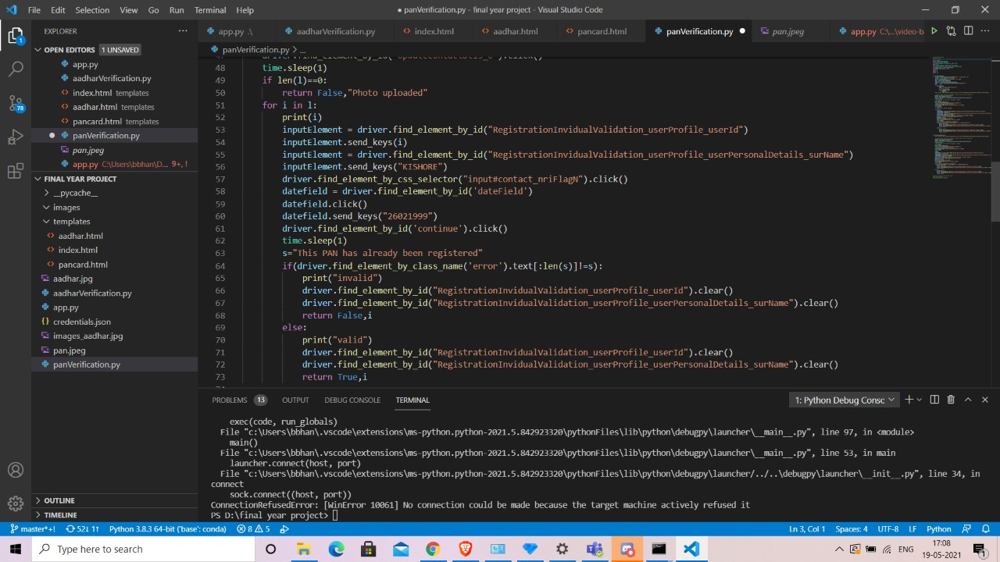 File Edit Selection View Go Run Terminal Help
● panVerification.py - final year project - Visual Studio Code
EXPLORER
OPEN EDITORS 1 UNSAVED
app.py
aadharVerification.py
index.html templates
aadhar.html templates
pancard.html templates
panVerification.py
pan.jpeg
app.py C:\Users\bbhan\D... 9+, !
FINAL YEAR PROJECT
__pycache__
images
templates
aadhar.html
index.html
pancard.html
aadhar.jpg
aadharVerification.py
app.py
credentials.json
images_aadhar.jpg
pan.jpeg
panVerification.py
OUTLINE
TIMELINE
1
78
app.py .\ aadharVerification.py index.html aadhar.html pancard.html panVerification.py ● pan.jpeg app.py C:\...\video-b
panVerification.py > ...
48 time.sleep(1)
49 if len(l)==0:
50 return False,"Photo uploaded"
51 for i in l:
52 print(i)
53 inputElement = driver.find_element_by_id("RegistrationInvidualValidation_userProfile_userId")
54 inputElement.send_keys(i)
55 inputElement = driver.find_element_by_id("RegistrationInvidualValidation_userProfile_userPersonalDetails_surName")
56 inputElement.send_keys("KISHORE")
57 driver.find_element_by_css_selector("input#contact_nriFlagN").click()
58 datefield = driver.find_element_by_id('dateField')
59 datefield.click()
60 datefield.send_keys("26021999")
61 driver.find_element_by_id('continue').click()
62 time.sleep(1)
63 s="This PAN has already been registered"
64 if(driver.find_element_by_class_name('error').text[:len(s)]!=s):
65 print("invalid")
66 driver.find_element_by_id("RegistrationInvidualValidation_userProfile_userId").clear()
67 driver.find_element_by_id("RegistrationInvidualValidation_userProfile_userPersonalDetails_surName").clear()
68 return False,i
69 else:
70 print("valid")
71 driver.find_element_by_id("RegistrationInvidualValidation_userProfile_userId").clear()
72 driver.find_element_by_id("RegistrationInvidualValidation_userProfile_userPersonalDetails_surName").clear()
73 return True,i
PROBLEMS 13 OUTPUT DEBUG CONSOLE TERMINAL 1: Python Debug Consc
exec(code, run_globals)
File "c:\Users\bbhan\.vscode\extensions\ms-python.python-2021.5.842923320\pythonFiles\lib\python\debugpy\launcher\__main__.py", line 97, in <module>
main()
File "c:\Users\bbhan\.vscode\extensions\ms-python.python-2021.5.842923320\pythonFiles\lib\python\debugpy\launcher\__main__.py", line 53, in main
launcher.connect(host, port)
File "c:\Users\bbhan\.vscode\extensions\ms-python.python-2021.5.842923320\pythonFiles\lib\python\debugpy\launcher/../..\debugpy\launcher\__init__.py", line 34, in
connect
sock.connect((host, port))
ConnectionRefusedError: [WinError 10061] No connection could be made because the target machine actively refused it
PS D:\final year project>
master*+! 52↓ 1↑ Python 3.8.3 64-bit ('base': conda) 8 5 Ln 3, Col 1 Spaces: 4 UTF-8 LF Python
Type here to search ENG 17:08
19-05-2021
1